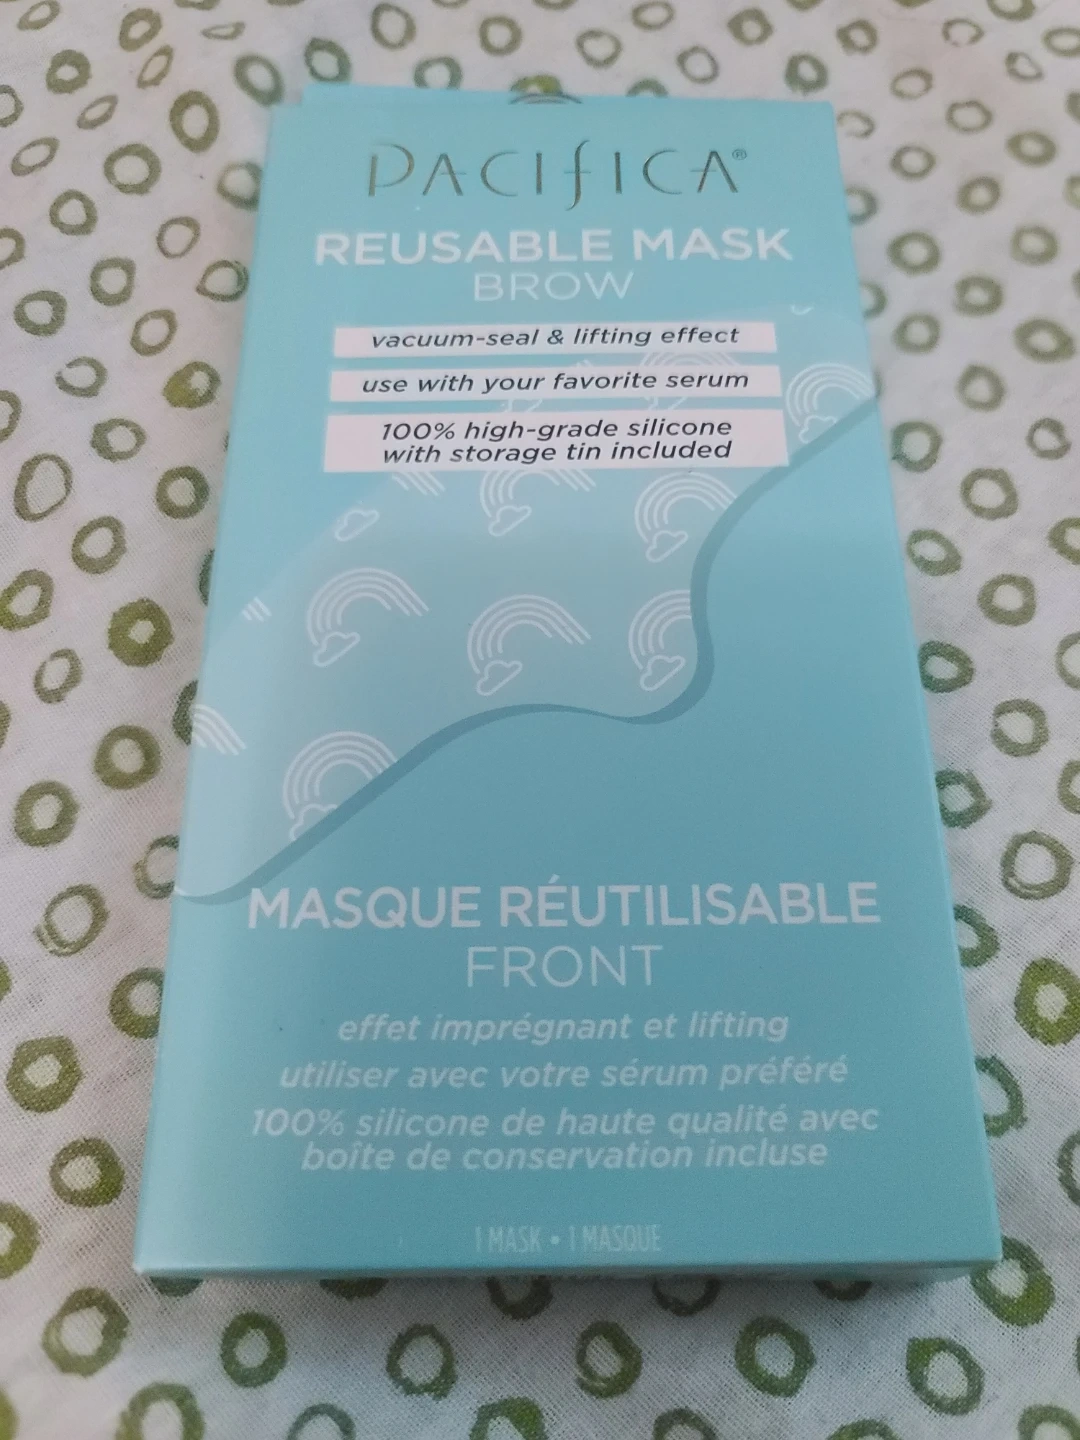 PACIFICA®
REUSABLE MASK
BROW
vacuum-seal & lifting effect
use with your favorite serum
100% high-grade silicone
with storage tin included
MASQUE RÉUTILISABLE
FRONT
effet imprégnant et lifting
utiliser avec votre sérum préféré
100% silicone de haute qualité avec
boîte de conservation incluse
1 MASK • 1 MASQUE